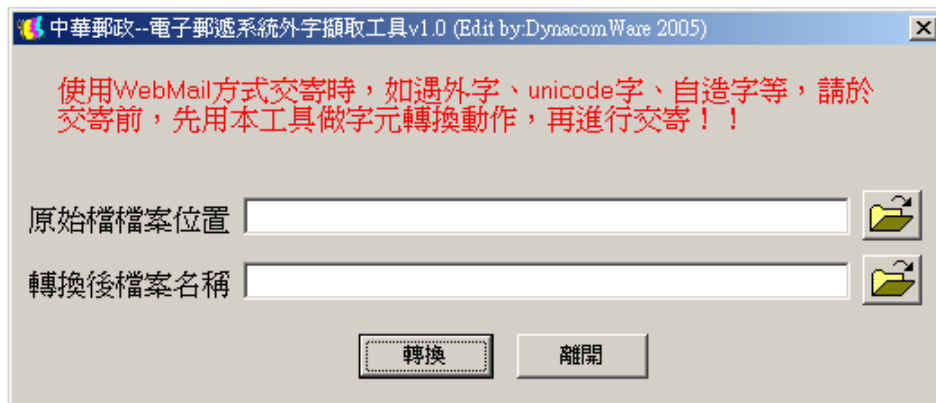 中華郵政--電子郵遞系統外字擷取工具v1.0 (Edit by:DynacomWare 2005)
使用WebMail方式交寄時，如遇外字、unicode字、自造字等，請於
交寄前，先用本工具做字元轉換動作，再進行交寄！！
原始檔檔案位置
轉換後檔案名稱
轉換 離開